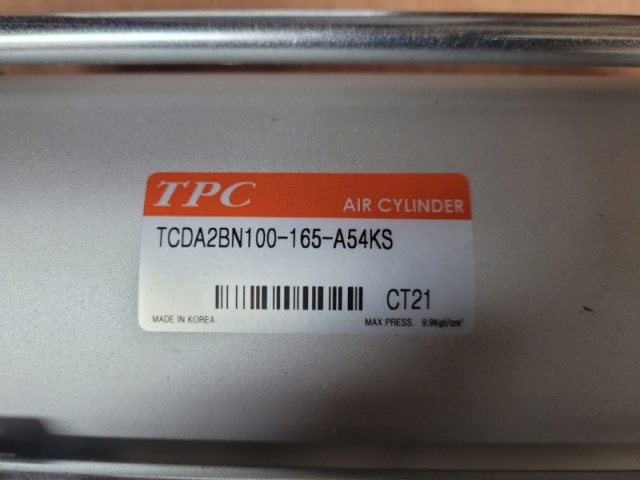 TPC AIR CYLINDER
TCDA2BN100-165-A54KS
CT21
MADE IN KOREA MAX PRESS. 9.9Kgf/cm²